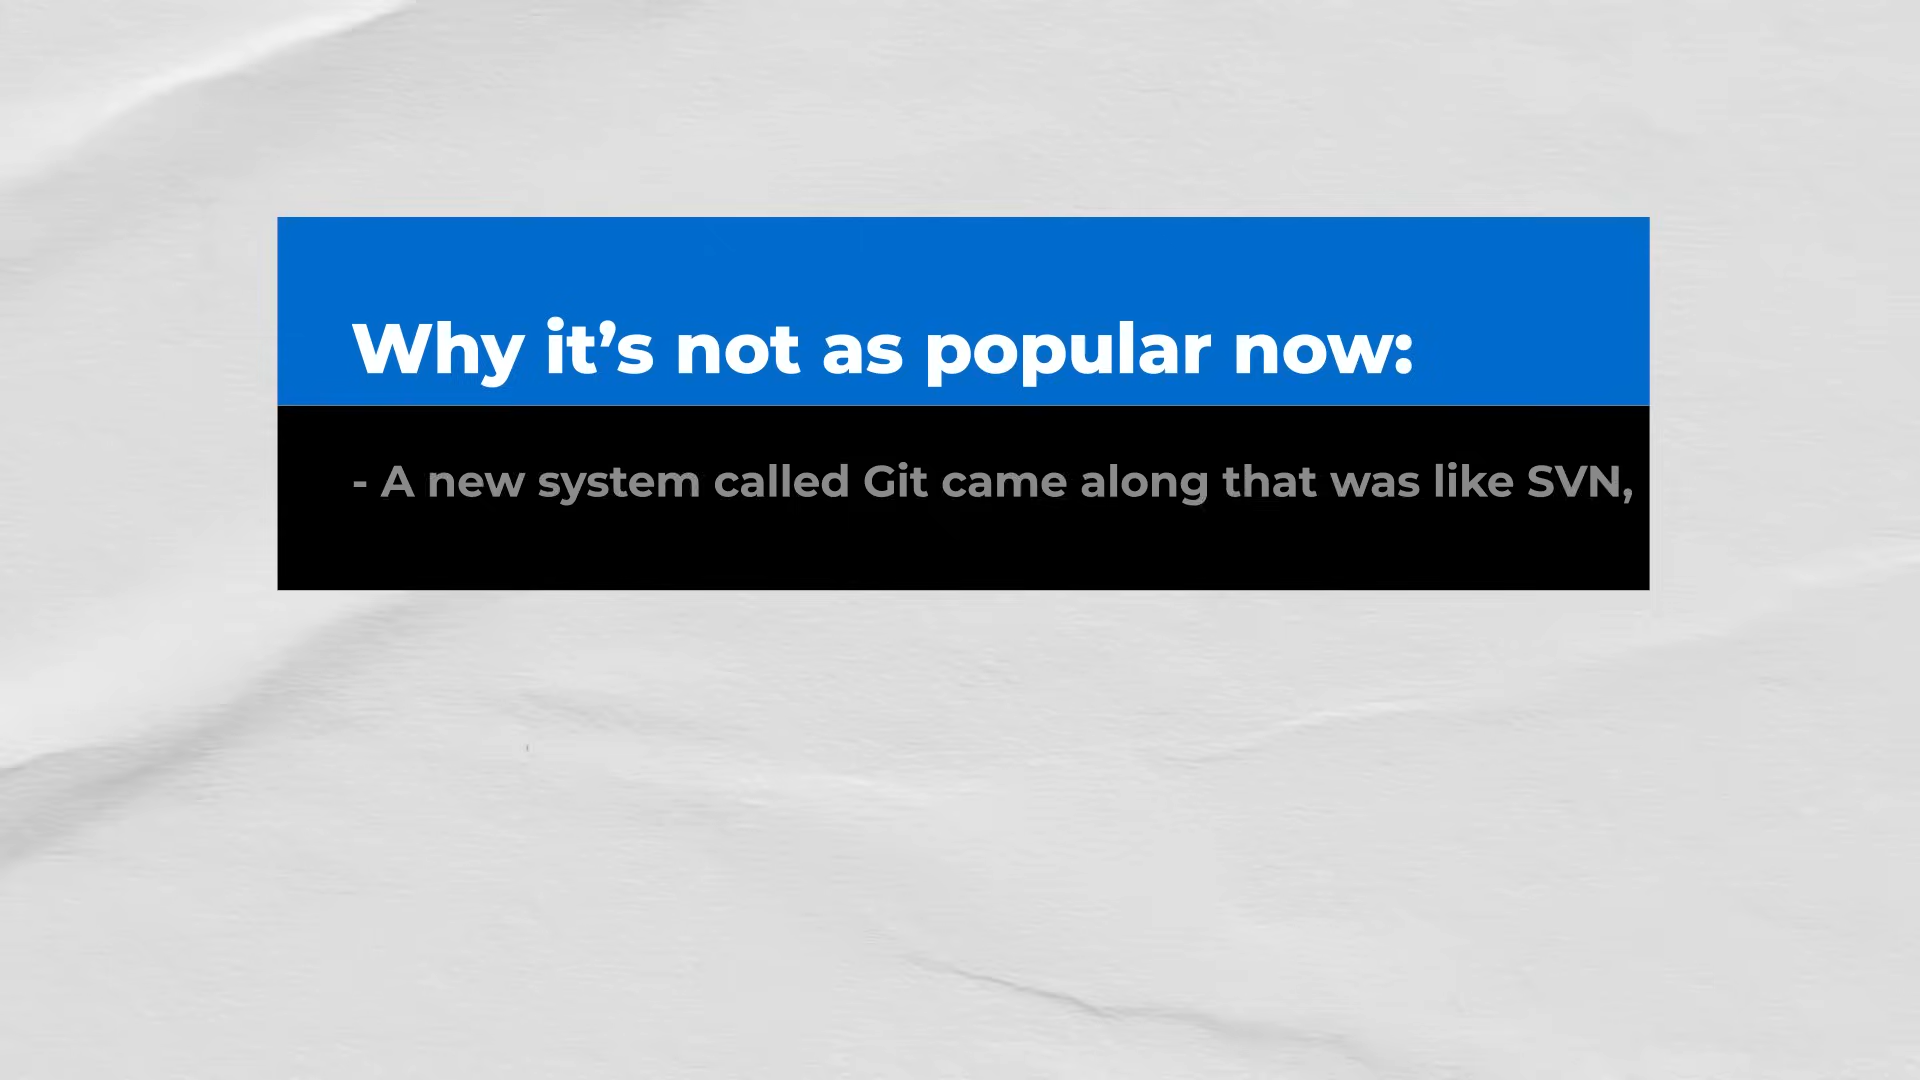 Why it’s not as popular now:
- A new system called Git came along that was like SVN,